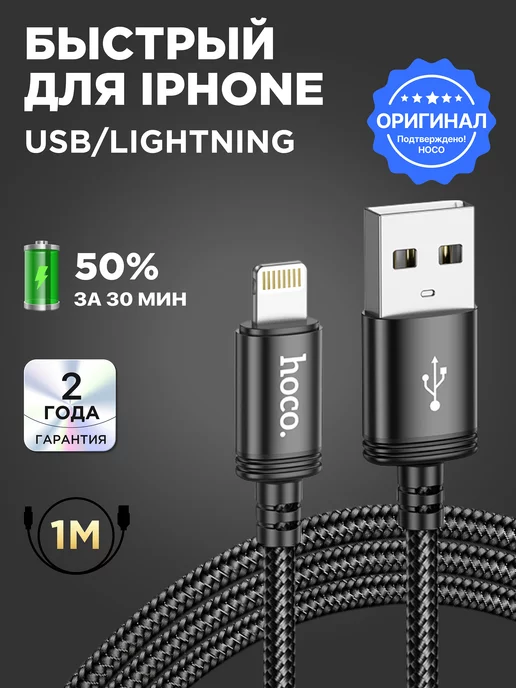 БЫСТРЫЙ
ДЛЯ IPHONE
USB/LIGHTNING
ОРИГИНАЛ
Подтверждено!
HOCO
50%
ЗА 30 МИН
2
ГОДА
ГАРАНТИЯ
1М
hoco.